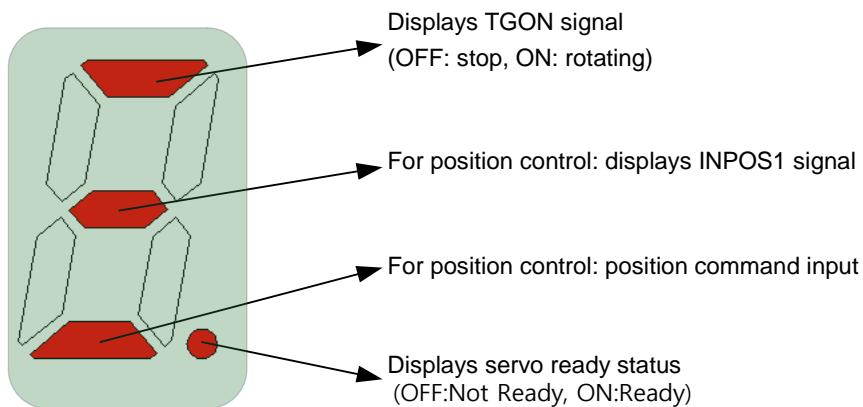 Displays TGON signal
(OFF: stop, ON: rotating)
For position control: displays INPOS1 signal
For position control: position command input
Displays servo ready status
(OFF:Not Ready, ON:Ready)